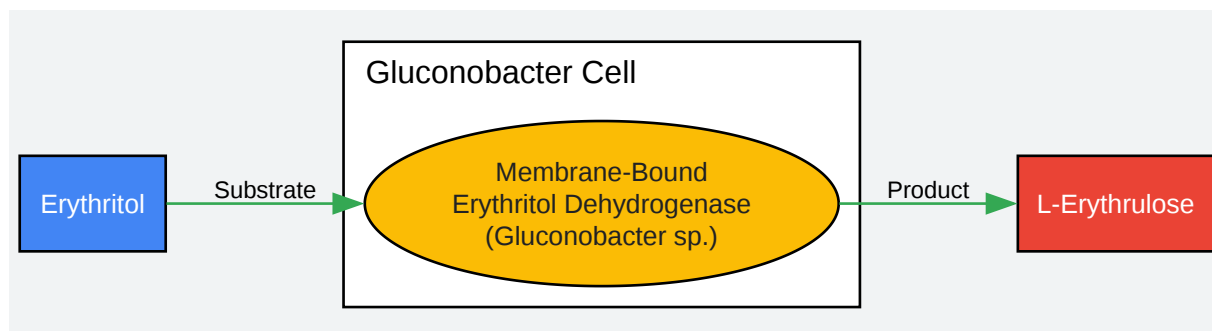 Gluconobacter Cell
Erythritol
Substrate
Membrane-Bound
Erythritol Dehydrogenase
(Gluconobacter sp.)
Product
L-Erythrulose